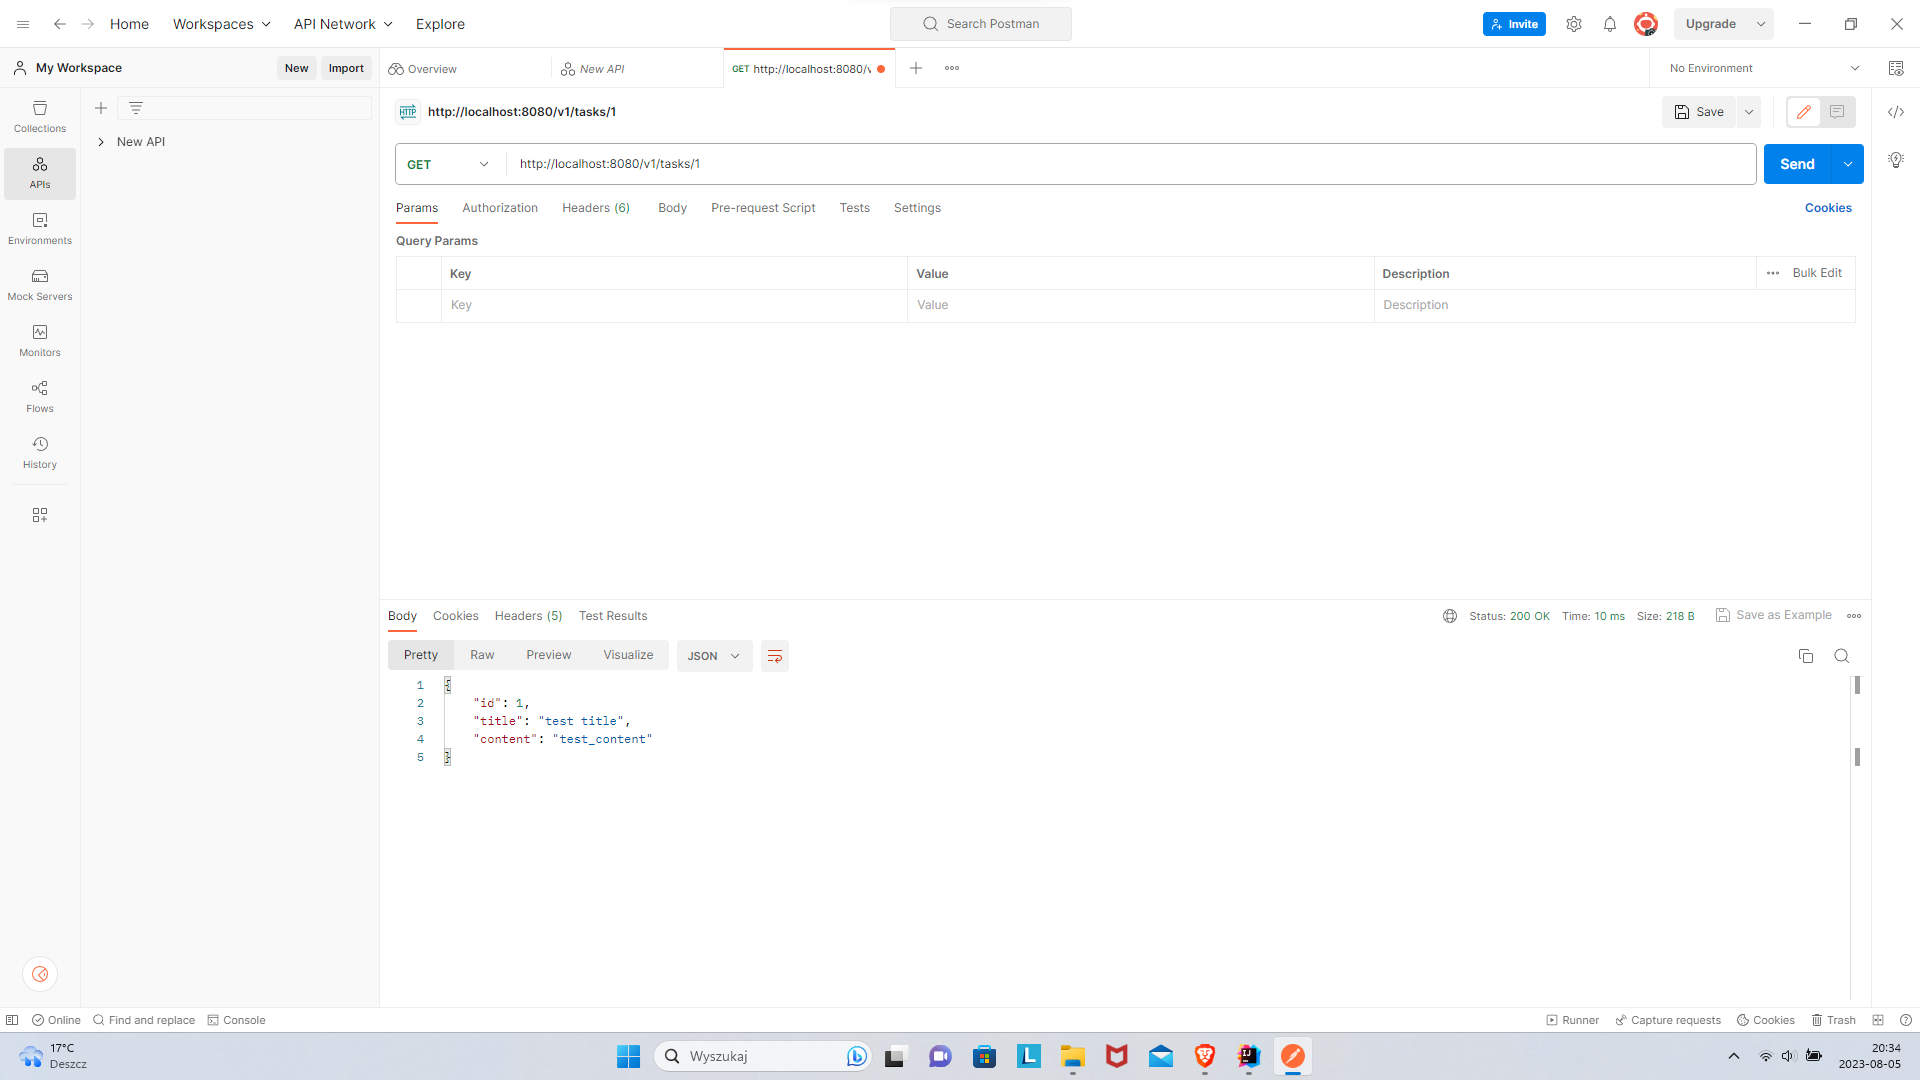 Home Workspaces API Network Explore Search Postman Invite Upgrade
My Workspace New Import Overview New API GET http://localhost:8080/v No Environment
HTTP http://localhost:8080/v1/tasks/1 Save
Collections
New API
GET http://localhost:8080/v1/tasks/1 Send
APIs
Params Authorization Headers (6) Body Pre-request Script Tests Settings Cookies
Environments
Query Params
Key Value Description Bulk Edit
Mock Servers
Key Value Description
Monitors
Flows
History
Body Cookies Headers (5) Test Results Status: 200 OK Time: 10 ms Size: 218 B Save as Example
Pretty Raw Preview Visualize JSON
1 {
2 "id": 1,
3 "title": "test title",
4 "content": "test_content"
5 }
Online Find and replace Console Runner Capture requests Cookies Trash
17°C
Deszcz
Wyszukaj
L
IJ
20:34
2023-08-05